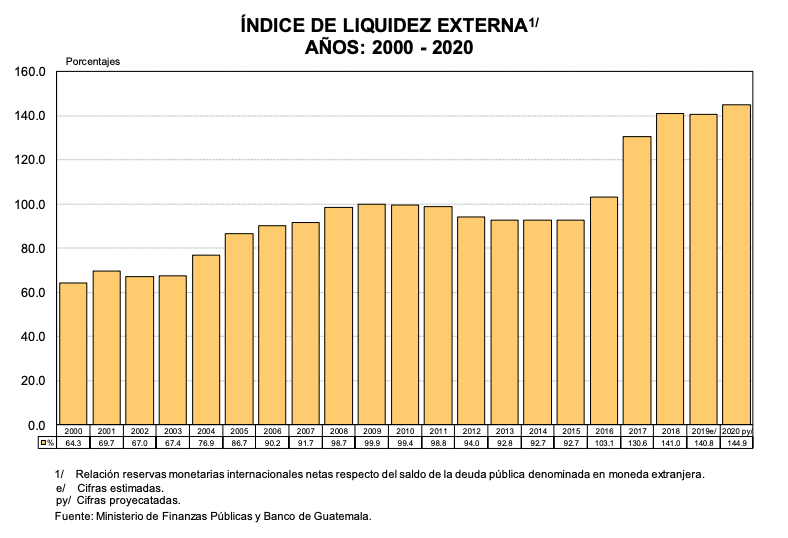 ÍNDICE DE LIQUIDEZ EXTERNA1/
AÑOS: 2000 - 2020
Porcentajes
160.0
140.0
120.0
100.0
80.0
60.0
40.0
20.0
0.0
2000 2001 2002 2003 2004 2005 2006 2007 2008 2009 2010 2011 2012 2013 2014 2015 2016 2017 2018 2019e/ 2020 py/
% 64.3 69.7 67.0 67.4 76.9 86.7 90.2 91.7 98.7 99.9 99.4 98.8 94.0 92.8 92.7 92.7 103.1 130.6 141.0 140.8 144.9
1/ Relación reservas monetarias internacionales netas respecto del saldo de la deuda pública denominada en moneda extranjera.
e/ Cifras estimadas.
py/ Cifras proyecatadas.
Fuente: Ministerio de Finanzas Públicas y Banco de Guatemala.